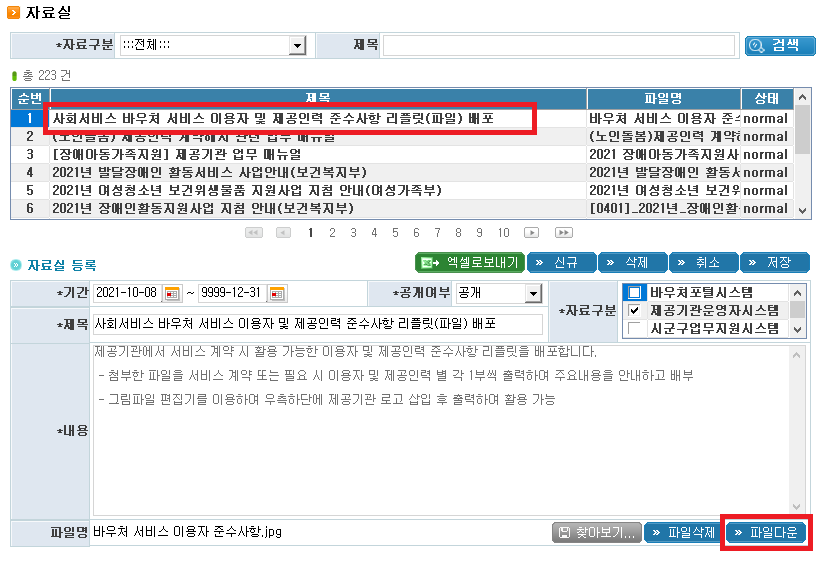 자료실
*자료구분 :::전체::: 제목 검색
총 223 건
순번 제목 파일명 상태
1 사회서비스 바우처 서비스 이용자 및 제공인력 준수사항 리플릿(파일) 배포 바우처 서비스 이용자 준 normal
2 (노인돌봄) 제공인력 계약해지 관련 업무 매뉴얼 (노인돌봄)제공인력 계약 normal
3 [장애아동가족지원] 제공기관 업무 매뉴얼 2021 장애아동가족지원사 normal
4 2021년 발달장애인 활동서비스 사업안내(보건복지부) 2021년 발달장애인 활동 normal
5 2021년 여성청소년 보건위생물품 지원사업 지침 안내(여성가족부) 2021년 여성청소년 보건위 normal
6 2021년 장애인활동지원사업 지침 안내(보건복지부) [0401]_2021년_장애인활 normal
1 2 3 4 5 6 7 8 9 10
자료실 등록 엑셀로보내기 신규 삭제 취소 저장
*기간 2021-10-08 ~ 9999-12-31 *공개여부 공개 *자료구분 바우처포털시스템
제공기관운영자시스템
시군구업무지원시스템
*제목 사회서비스 바우처 서비스 이용자 및 제공인력 준수사항 리플릿(파일) 배포
*내용 제공기관에서 서비스 계약 시 활용 가능한 이용자 및 제공인력 준수사항 리플릿을 배포합니다.
- 첨부한 파일을 서비스 계약 또는 필요 시 이용자 및 제공인력 별 각 1부씩 출력하여 주요내용을 안내하고 배부
- 그림파일 편집기를 이용하여 우측하단에 제공기관 로고 삽입 후 출력하여 활용 가능
파일명 바우처 서비스 이용자 준수사항.jpg 찾아보기... 파일삭제 파일다운